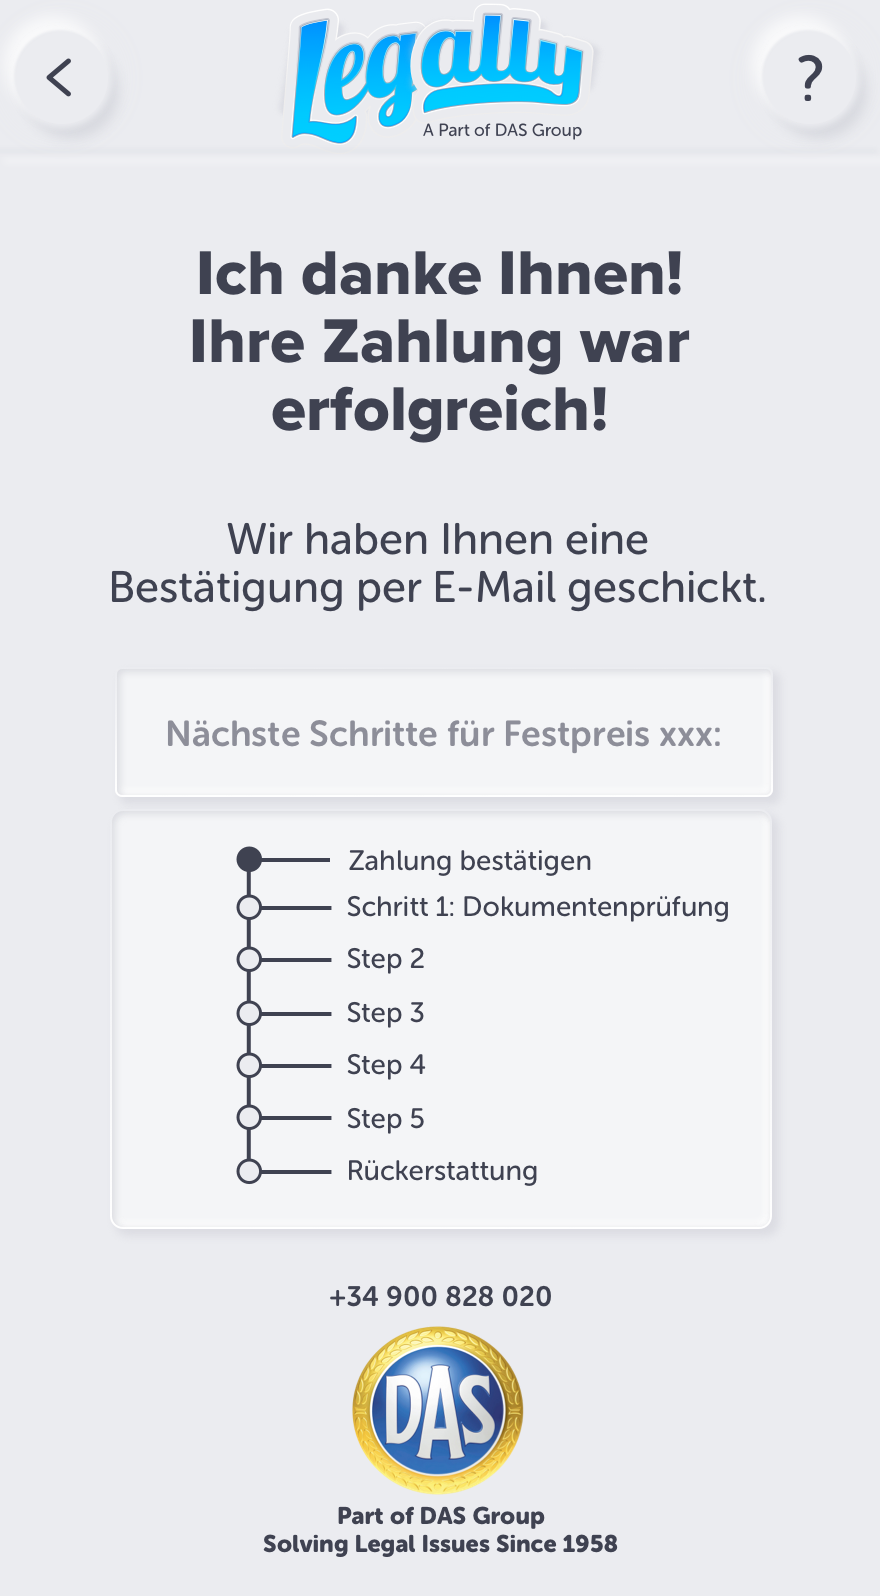 Legally
A Part of DAS Group
?
Ich danke Ihnen!
Ihre Zahlung war
erfolgreich!
Wir haben Ihnen eine
Bestätigung per E-Mail geschickt.
Nächste Schritte für Festpreis xxx:
Zahlung bestätigen
Schritt 1: Dokumentenprüfung
Step 2
Step 3
Step 4
Step 5
Rückerstattung
+34 900 828 020
DAS
Part of DAS Group
Solving Legal Issues Since 1958